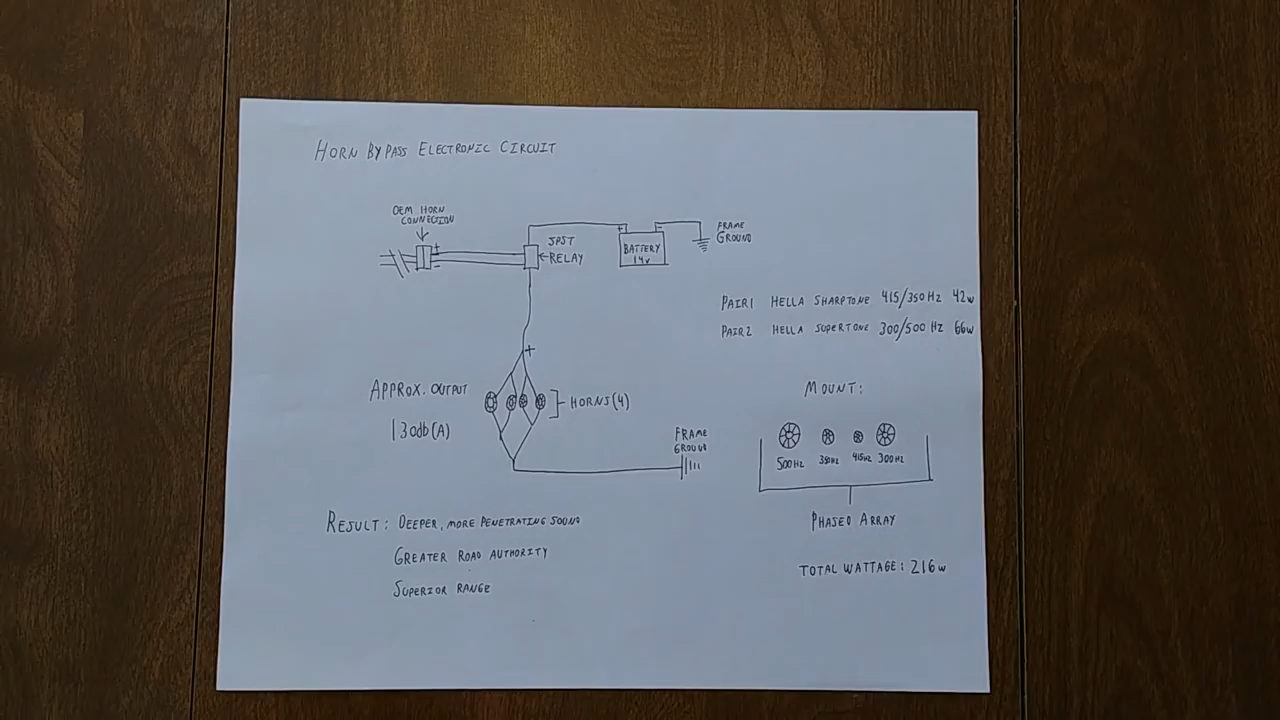 HORN BYPASS ELECTRONIC CIRCUIT
OEM HORN
CONNECTION
+
-
SPST
RELAY
+ -
BATTERY
14V
FRAME
GROUND
PAIR1 HELLA SHARPTONE 415/350HZ 42W
PAIR2 HELLA SUPERTONE 300/500 HZ 66W
+
APPROX. OUTPUT
130db(A)
HORNS(4)
FRAME
GROUND
MOUNT:
500HZ 350HZ 415HZ 300HZ
PHASED ARRAY
TOTAL WATTAGE: 216W
RESULT: DEEPER, MORE PENETRATING SOUND
GREATER ROAD AUTHORITY
SUPERIOR RANGE